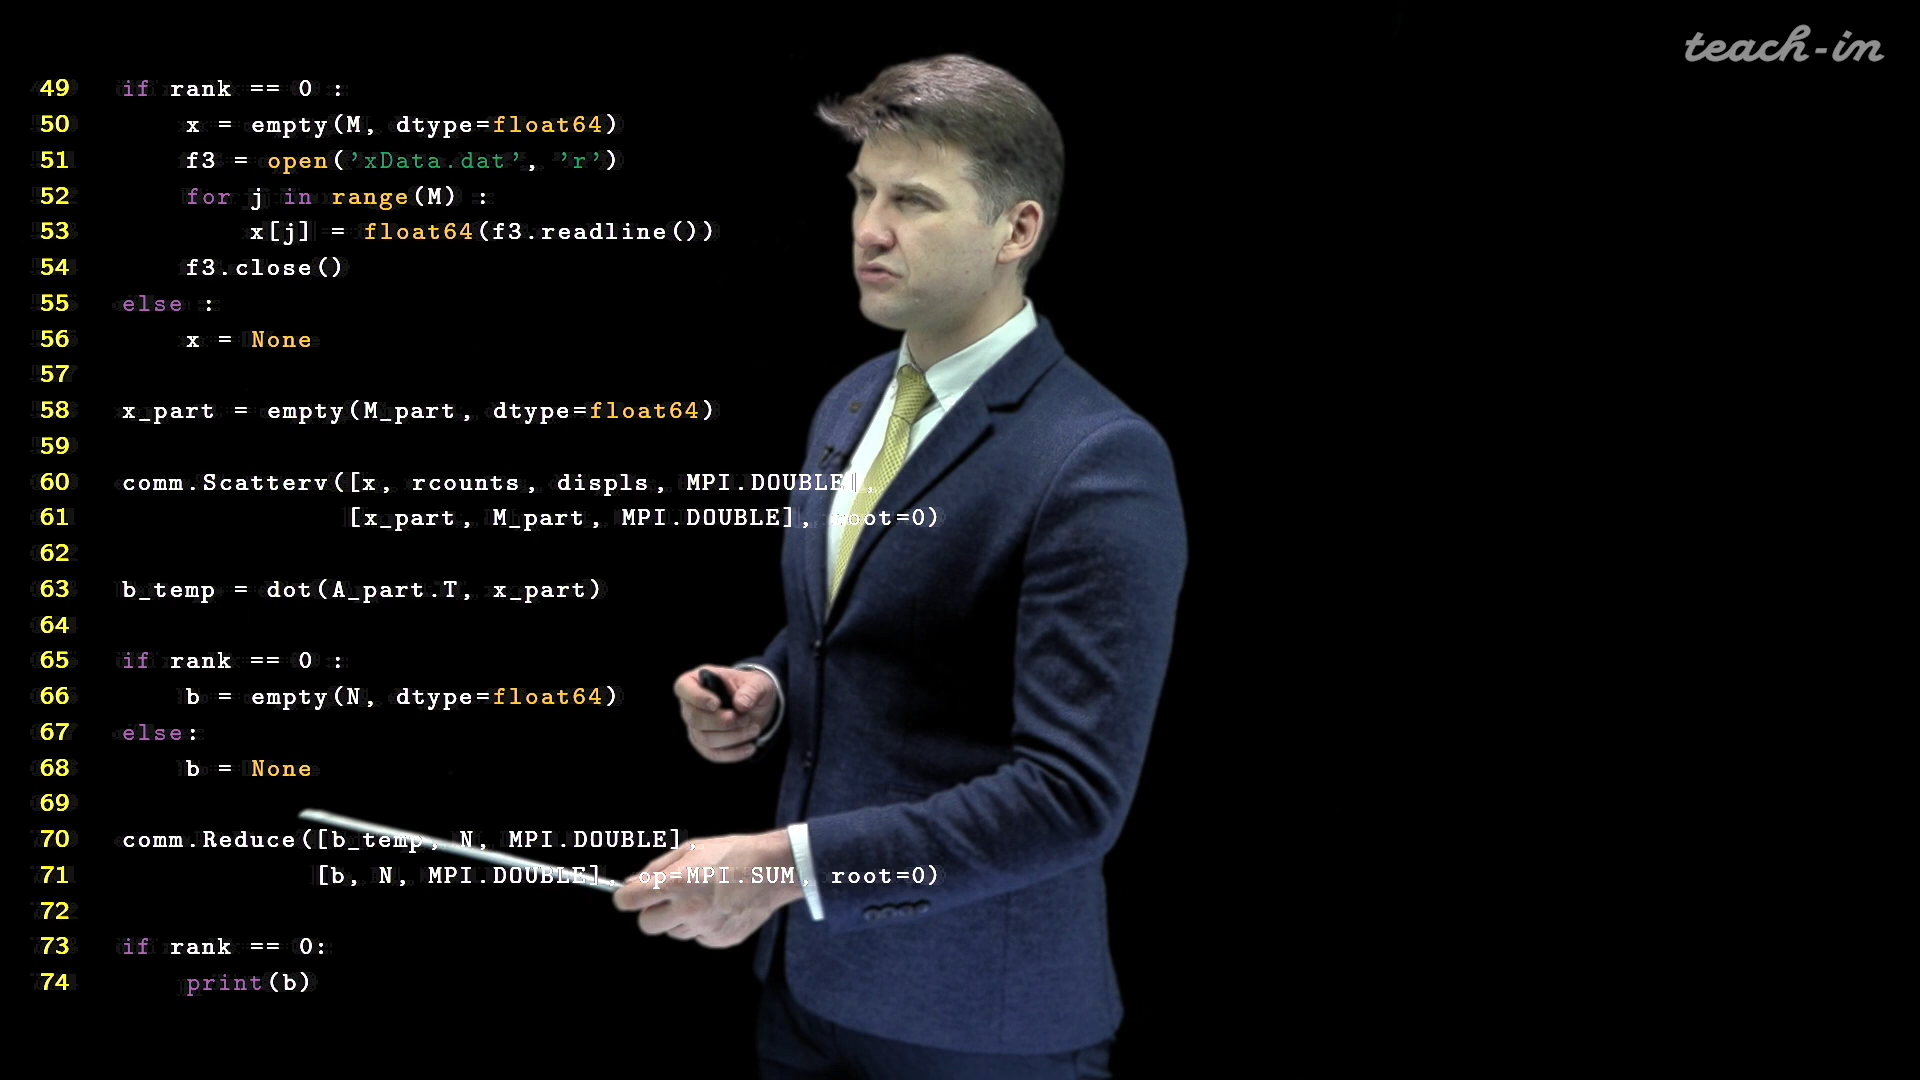 teach-in
49 if rank == 0 :
50     x = empty(M, dtype=float64)
51     f3 = open('xData.dat', 'r')
52     for j in range(M) :
53         x[j] = float64(f3.readline())
54     f3.close()
55 else :
56     x = None
57
58 x_part = empty(M_part, dtype=float64)
59
60 comm.Scatterv([x, rcounts, displs, MPI.DOUBLE],
61               [x_part, M_part, MPI.DOUBLE], root=0)
62
63 b_temp = dot(A_part.T, x_part)
64
65 if rank == 0 :
66     b = empty(N, dtype=float64)
67 else:
68     b = None
69
70 comm.Reduce([b_temp, N, MPI.DOUBLE],
71             [b, N, MPI.DOUBLE], op=MPI.SUM, root=0)
72
73 if rank == 0:
74     print(b)